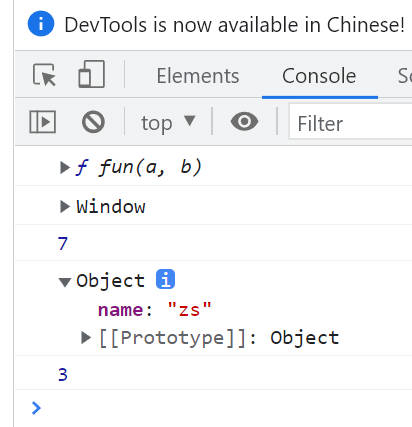 DevTools is now available in Chinese!
Elements Console
top Filter
ƒ fun(a, b)
Window
7
Object i
name: "zs"
[[Prototype]]: Object
3